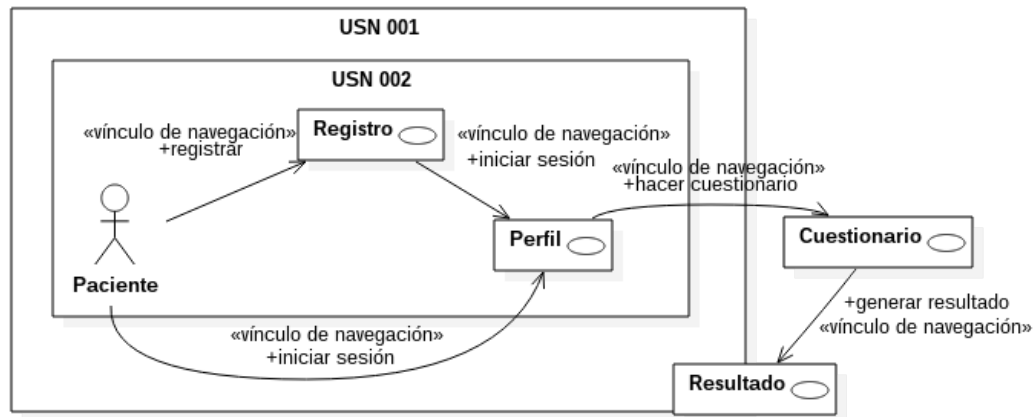 USN 001
USN 002
«vínculo de navegación»
+registrar
Registro
«vínculo de navegación»
+iniciar sesión
«vínculo de navegación»
+hacer cuestionario
Perfil
Cuestionario
Paciente
«vínculo de navegación»
+iniciar sesión
+generar resultado
«vínculo de navegación»
Resultado